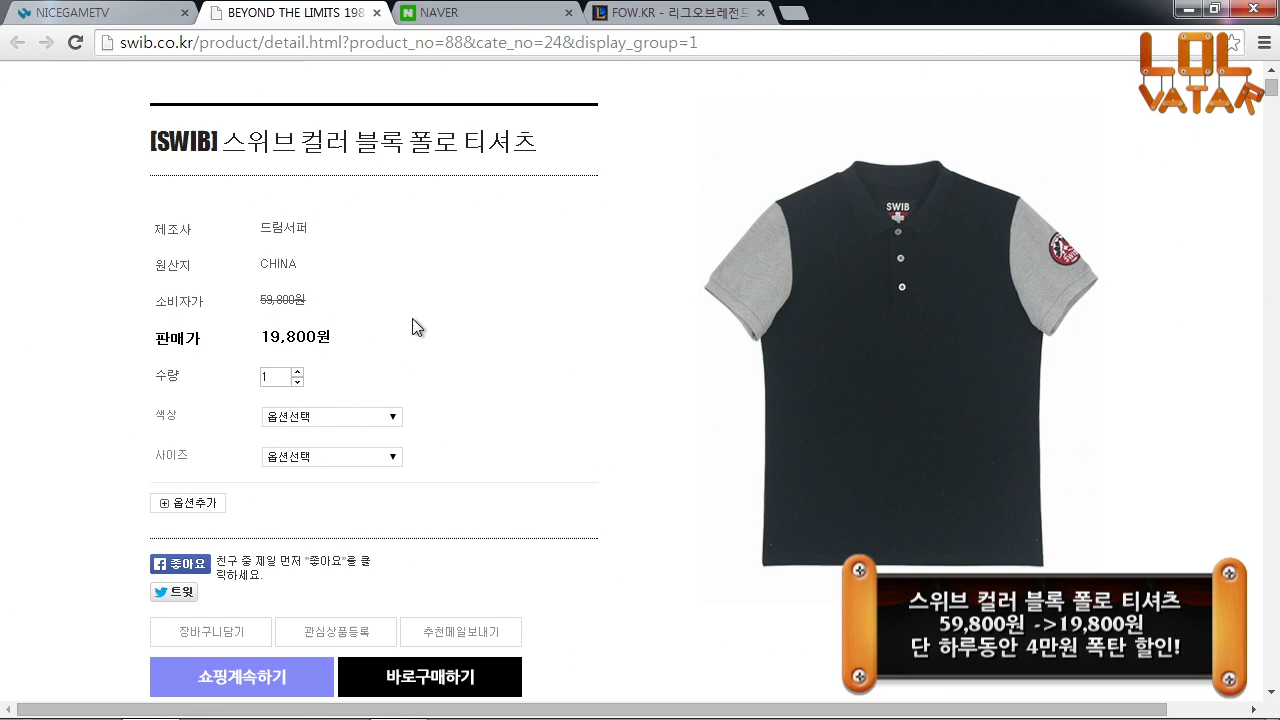 NICEGAMETV
BEYOND THE LIMITS 198
NAVER
FOW.KR - 리그오브레전드
swib.co.kr/product/detail.html?product_no=88&cate_no=24&display_group=1
LOL
VATAR
[SWIB] 스위브 컬러 블록 폴로 티셔츠
제조사 드림서퍼
원산지 CHINA
소비자가 59,800원
판매가 19,800원
수량 1
색상 옵션선택
사이즈 옵션선택
옵션추가
좋아요 친구 중 제일 먼저 "좋아요"를 클
릭하세요.
트윗
장바구니담기 관심상품등록 추천메일보내기
쇼핑계속하기 바로구매하기
SWIB
스위브 컬러 블록 폴로 티셔츠
59,800원 ->19,800원
단 하루동안 4만원 폭탄 할인!